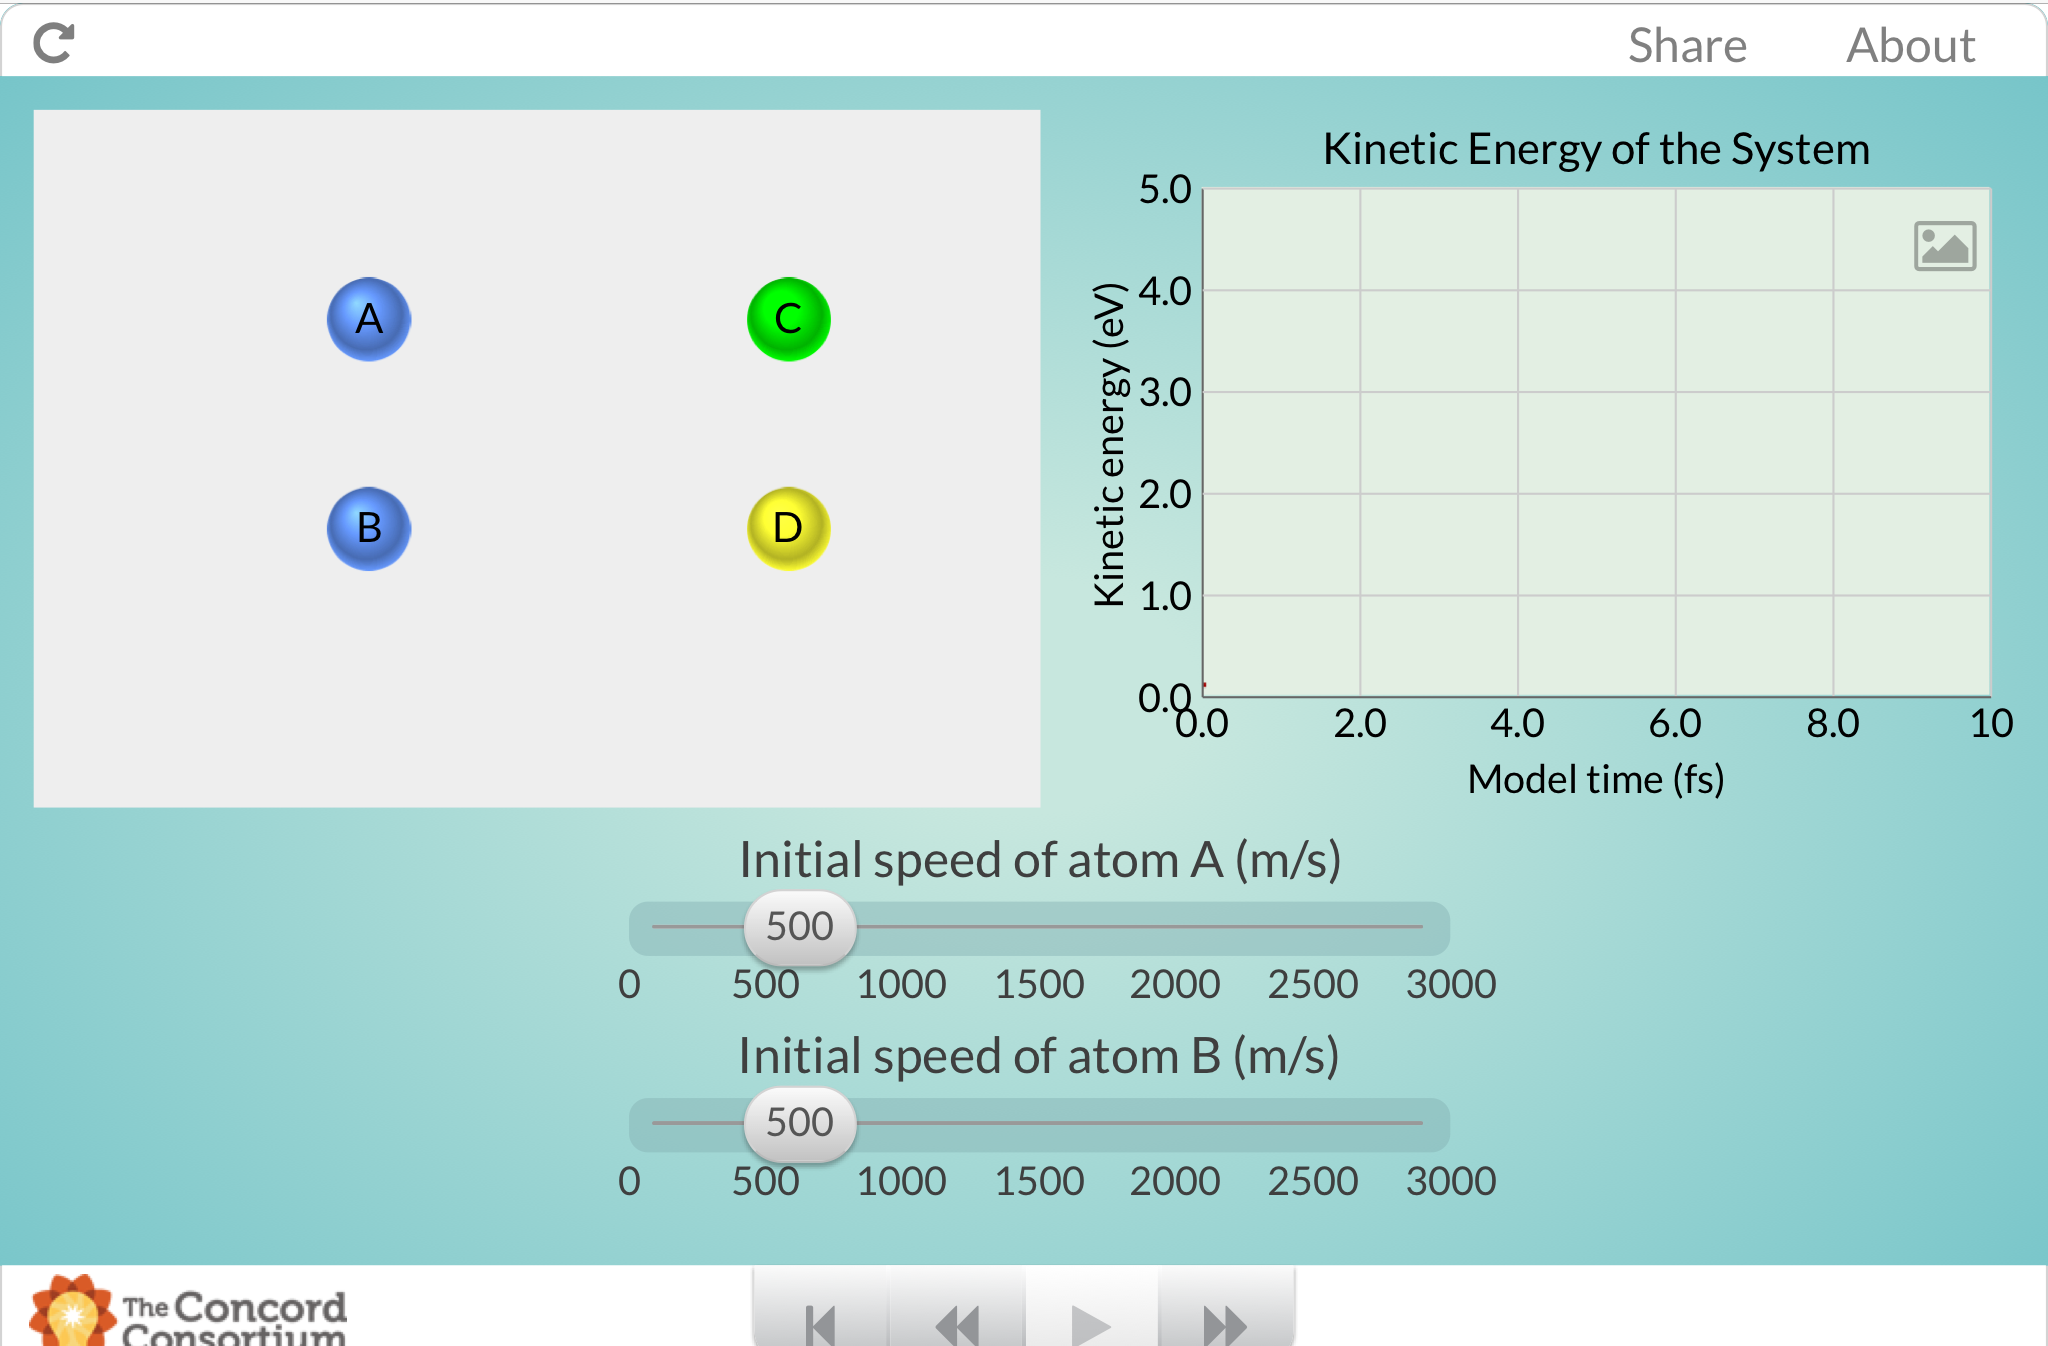 Share About
A
C
B
D
Kinetic Energy of the System
Kinetic energy (eV)
5.0
4.0
3.0
2.0
1.0
0.0
0.0 2.0 4.0 6.0 8.0 10
Model time (fs)
Initial speed of atom A (m/s)
500
0 500 1000 1500 2000 2500 3000
Initial speed of atom B (m/s)
500
0 500 1000 1500 2000 2500 3000
The Concord
Consortium